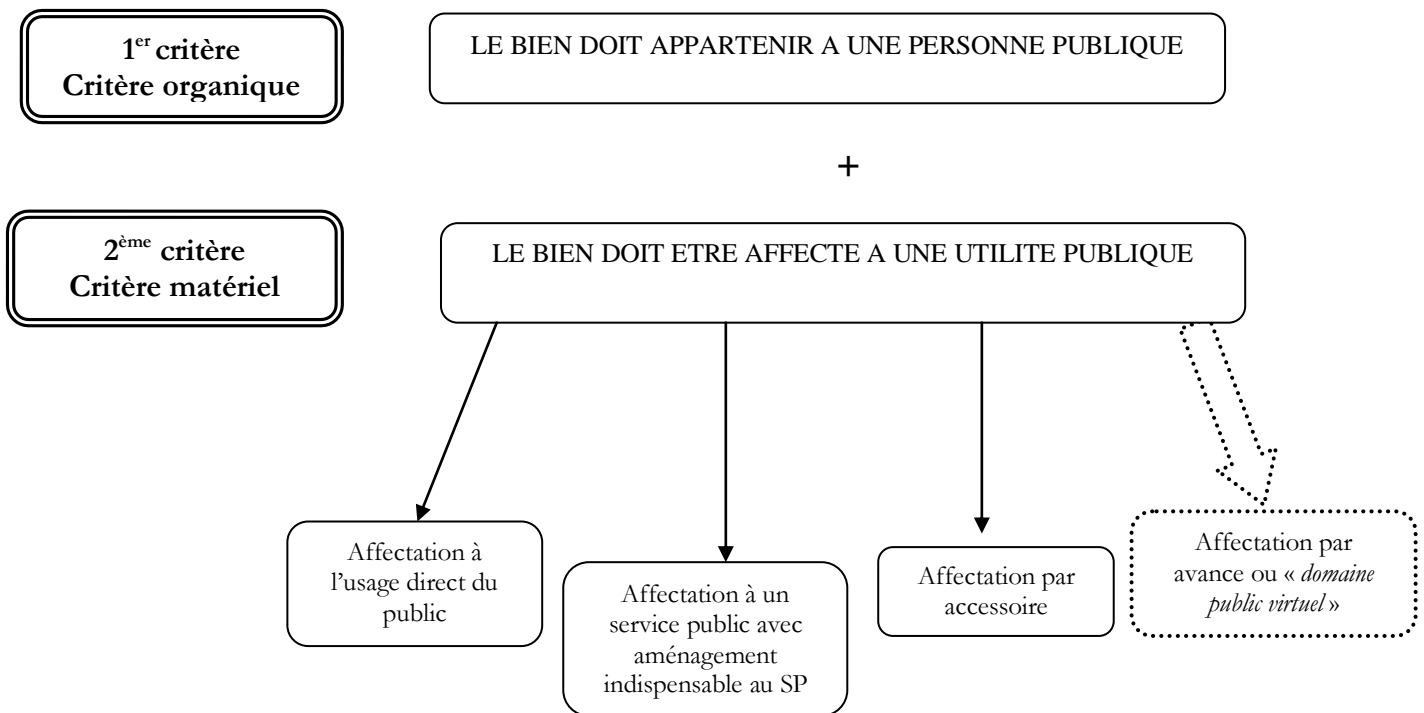 1er critère
Critère organique
LE BIEN DOIT APPARTENIR A UNE PERSONNE PUBLIQUE
+
2ème critère
Critère matériel
LE BIEN DOIT ETRE AFFECTE A UNE UTILITE PUBLIQUE
Affectation à
l’usage direct du
public
Affectation à un
service public avec
aménagement
indispensable au SP
Affectation par
accessoire
Affectation par
avance ou « domaine
public virtuel »